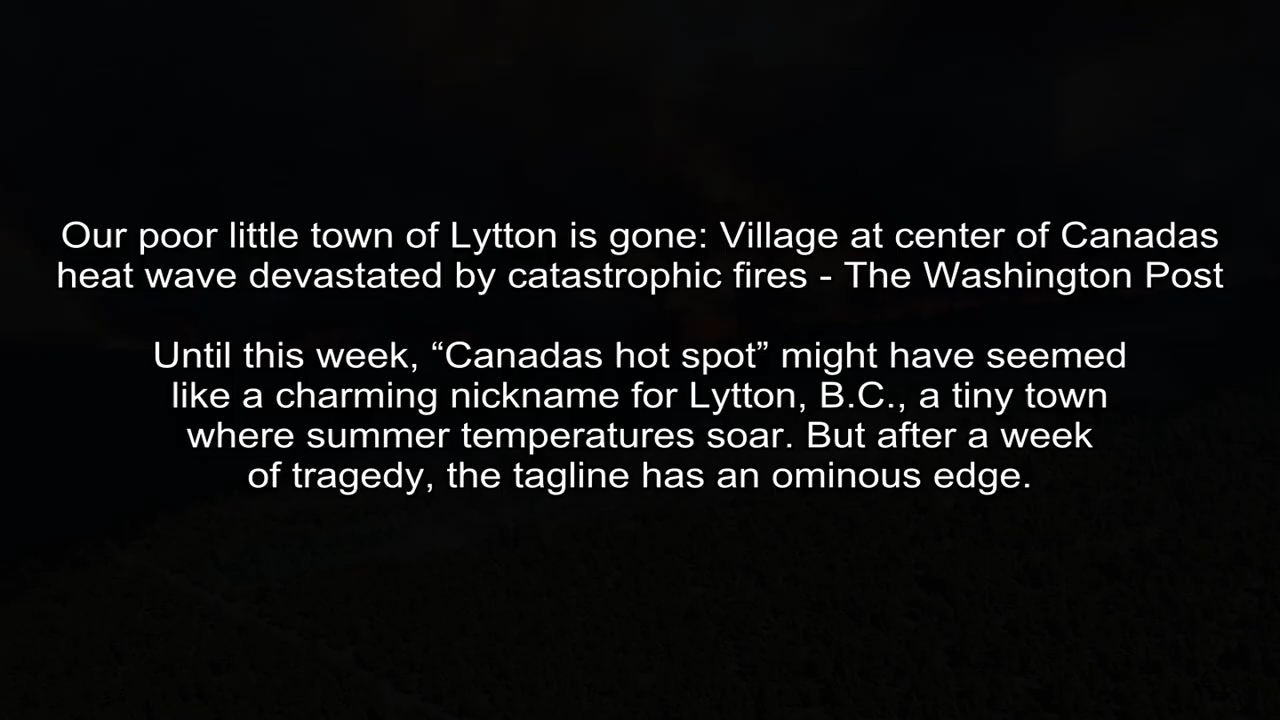 Our poor little town of Lytton is gone: Village at center of Canadas
heat wave devastated by catastrophic fires - The Washington Post
Until this week, “Canadas hot spot” might have seemed
like a charming nickname for Lytton, B.C., a tiny town
where summer temperatures soar. But after a week
of tragedy, the tagline has an ominous edge.